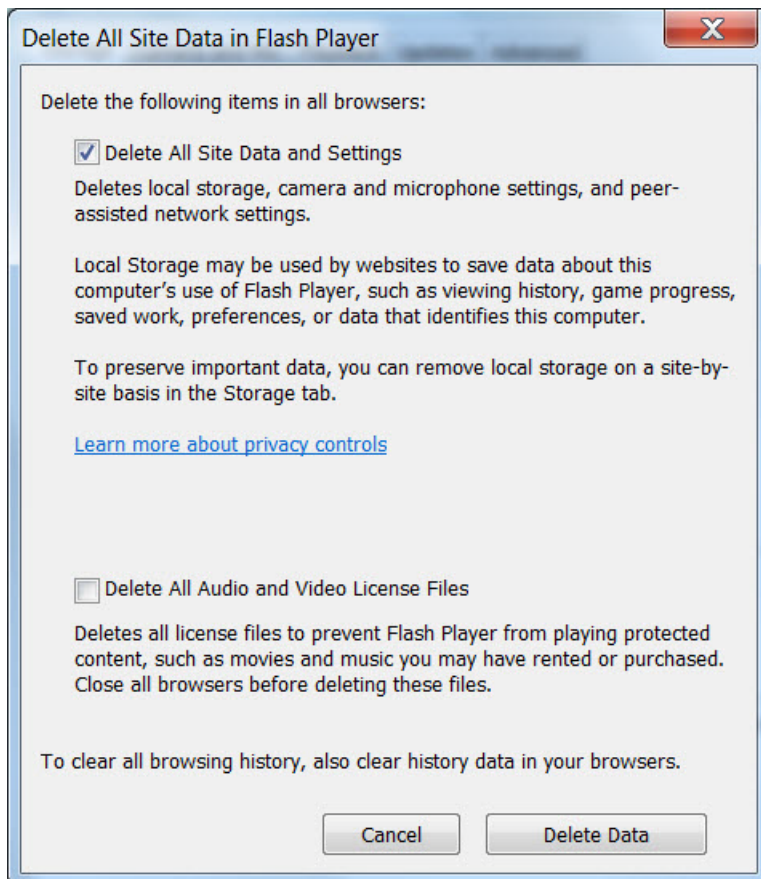 Delete All Site Data in Flash Player
Delete the following items in all browsers:
Delete All Site Data and Settings
Deletes local storage, camera and microphone settings, and peer-
assisted network settings.
Local Storage may be used by websites to save data about this
computer’s use of Flash Player, such as viewing history, game progress,
saved work, preferences, or data that identifies this computer.
To preserve important data, you can remove local storage on a site-by-
site basis in the Storage tab.
Learn more about privacy controls
Delete All Audio and Video License Files
Deletes all license files to prevent Flash Player from playing protected
content, such as movies and music you may have rented or purchased.
Close all browsers before deleting these files.
To clear all browsing history, also clear history data in your browsers.
Cancel Delete Data